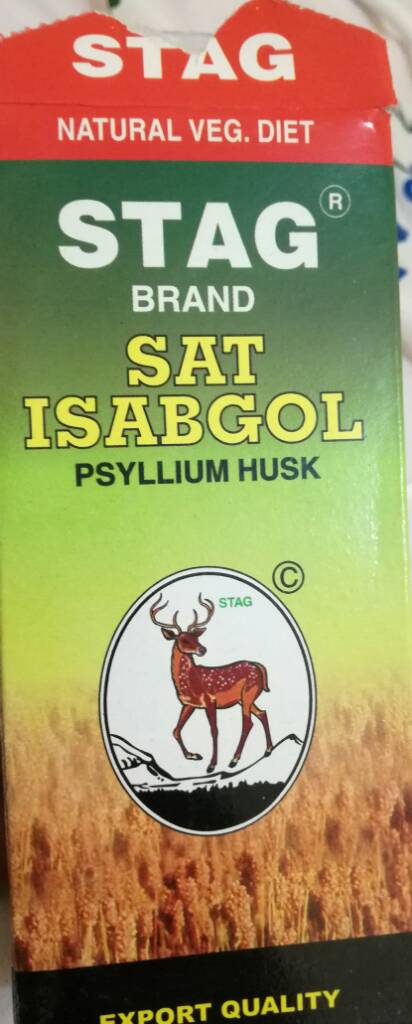 STAG
NATURAL VEG. DIET
STAG ®
BRAND
SAT
ISABGOL
PSYLLIUM HUSK
©
STAG
EXPORT QUALITY